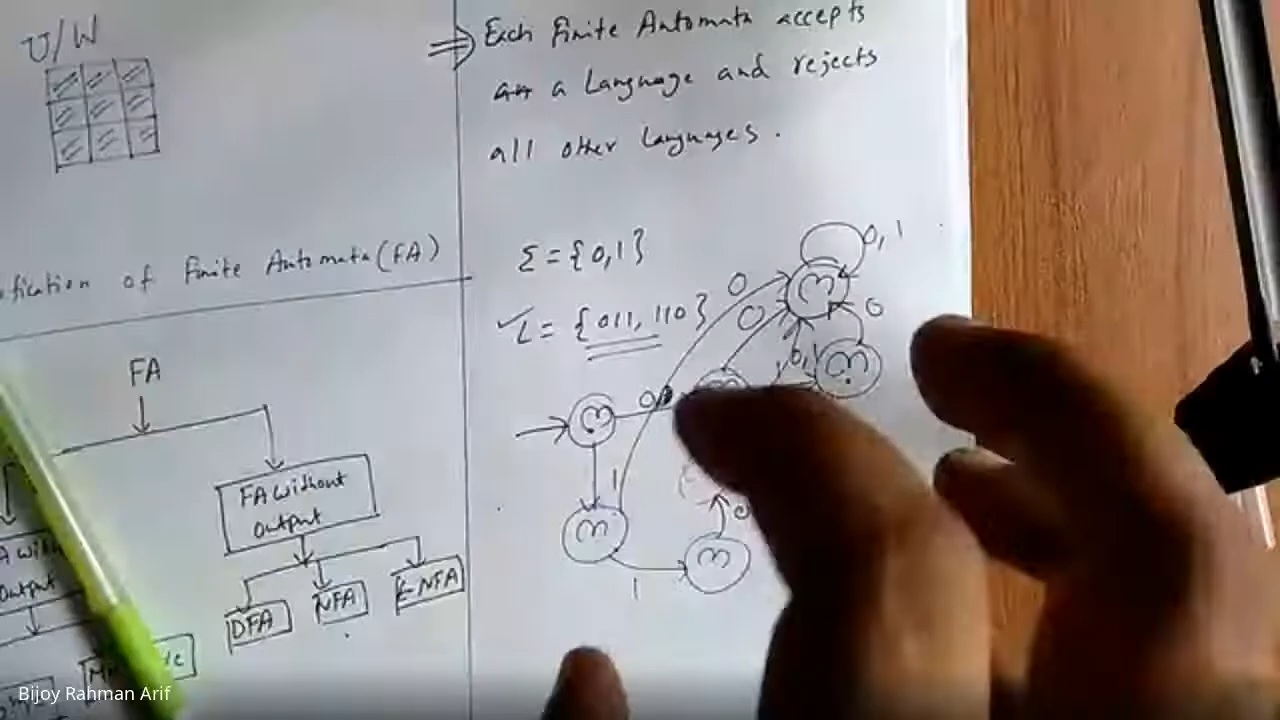 U/W
of Finite Automata (FA)
FA
FA without
output
DFA
NFA
E-NFA
output
⇒ Each Finite Automata accepts
a Language and rejects
all other languages.
Σ = {0,1}
L = {011, 110}
0,1
0
0
0
0,1
0
1
0
1
Bijoy Rahman Arif